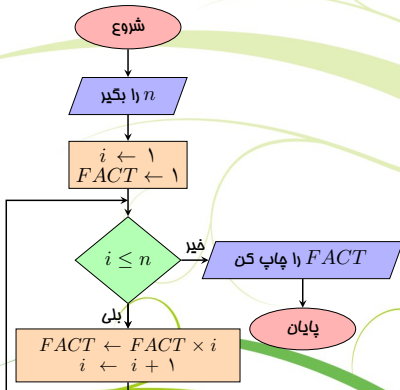 شروع
n را بگیر
i ← ۱
FACT ← ۱
i ≤ n
خیر
FACT را چاپ کن
بلی
پایان
FACT ← FACT × i
i ← i + ۱